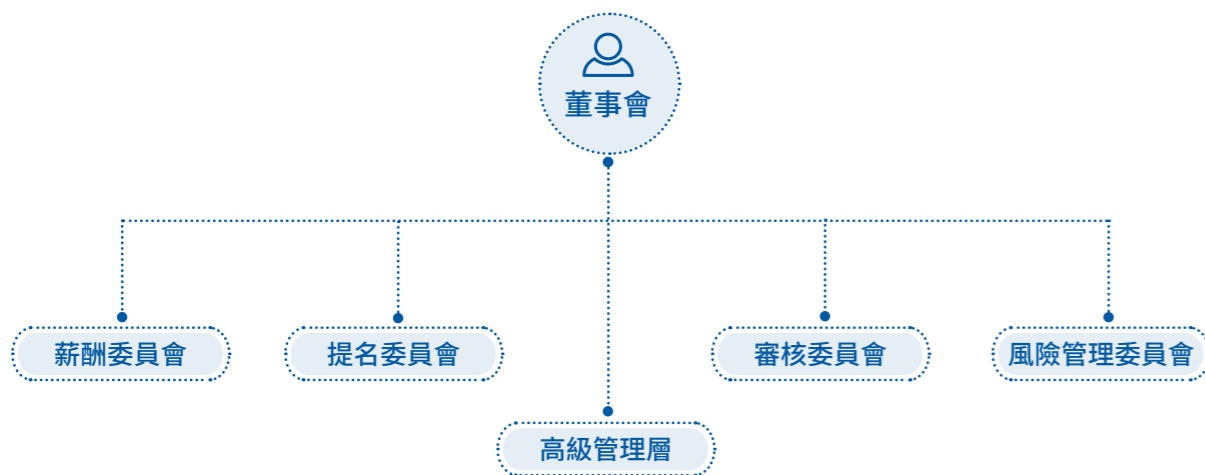 董事會
薪酬委員會
提名委員會
審核委員會
風險管理委員會
高級管理層